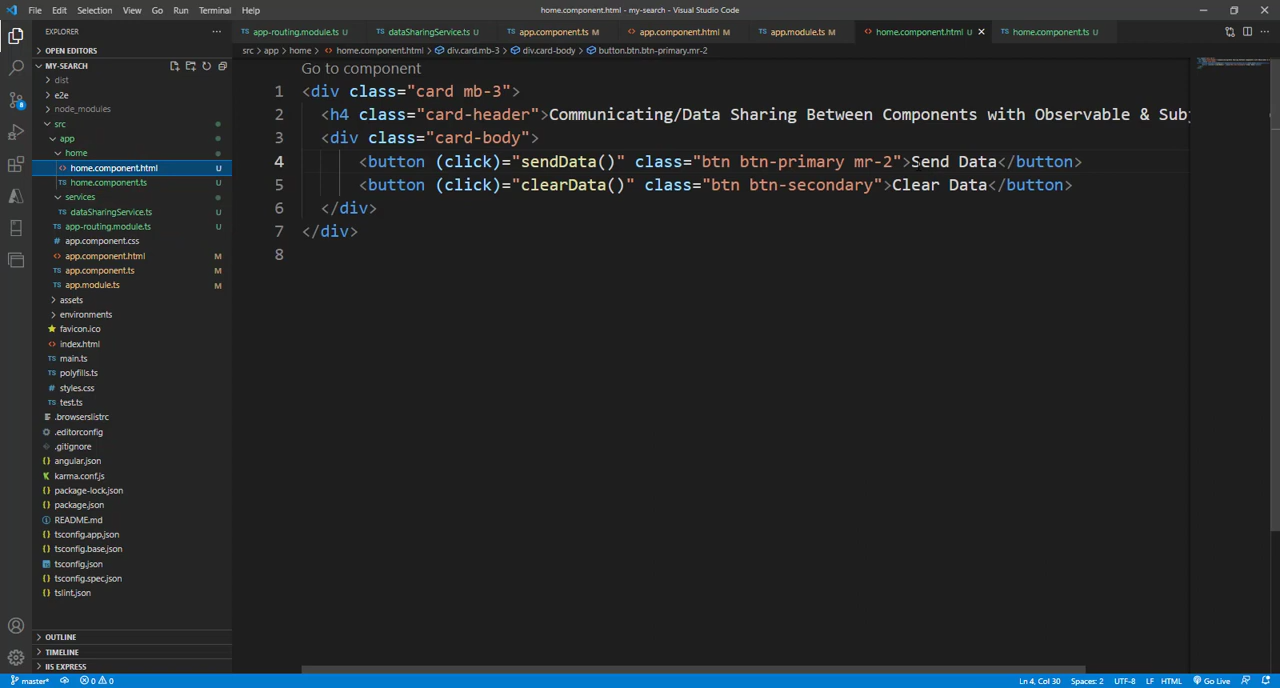 File Edit Selection View Go Run Terminal Help home.component.html - my-search - Visual Studio Code
EXPLORER
app-routing.module.ts U
dataSharingService.ts U
app.component.ts M
app.component.html M
app.module.ts M
home.component.html U
home.component.ts U
OPEN EDITORS
src > app > home > home.component.html > div.card.mb-3 > div.card-body > button.btn.btn-primary.mr-2
MY-SEARCH
dist
e2e
node_modules
src
app
home
home.component.html U
home.component.ts U
services
dataSharingService.ts U
app-routing.module.ts U
app.component.css
app.component.html M
app.component.ts M
app.module.ts M
assets
environments
favicon.ico
index.html
main.ts
polyfills.ts
styles.css
test.ts
.browserslistrc
.editorconfig
.gitignore
angular.json
karma.conf.js
package-lock.json
package.json
README.md
tsconfig.app.json
tsconfig.base.json
tsconfig.json
tsconfig.spec.json
tslint.json
OUTLINE
TIMELINE
IIS EXPRESS
8
Go to component
1 <div class="card mb-3">
2 <h4 class="card-header">Communicating/Data Sharing Between Components with Observable & Sub
3 <div class="card-body">
4 <button (click)="sendData()" class="btn btn-primary mr-2">Send Data</button>
5 <button (click)="clearData()" class="btn btn-secondary">Clear Data</button>
6 </div>
7 </div>
8
master* 0 0 Ln 4, Col 30 Spaces: 2 UTF-8 LF HTML Go Live